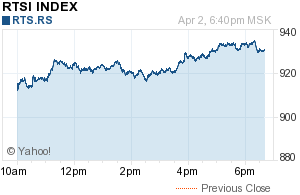 RTSI INDEX
RTS.RS Apr 2, 6:40pm MSK
940
920
900
880
© Yahoo!
10am 12pm 2pm 4pm 6pm
Previous Close